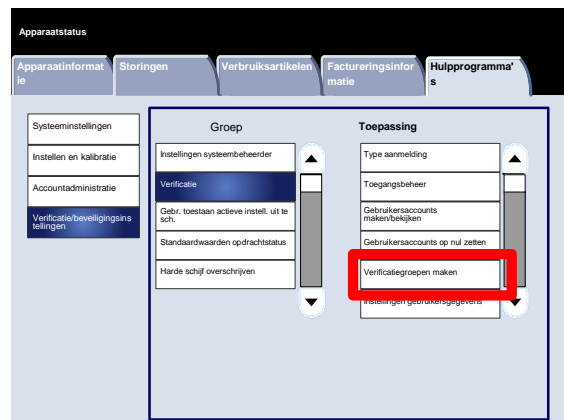 Apparaatstatus
Apparaatinformat
ie
Storingen
Verbruiksartikelen
Factureringsinfor
matie
Hulpprogramma'
s
Systeeminstellingen
Instellen en kalibratie
Accountadministratie
Verificatie/beveiligingsins
tellingen
Groep
Instellingen systeembeheerder
Verificatie
Gebr. toestaan actieve instell. uit te
sch.
Standaardwaarden opdrachtstatus
Harde schijf overschrijven
Toepassing
Type aanmelding
Toegangsbeheer
Gebruikersaccounts
maken/bekijken
Gebruikersaccounts op nul zetten
Verificatiegroepen maken
Instellingen gebruikersgegevens